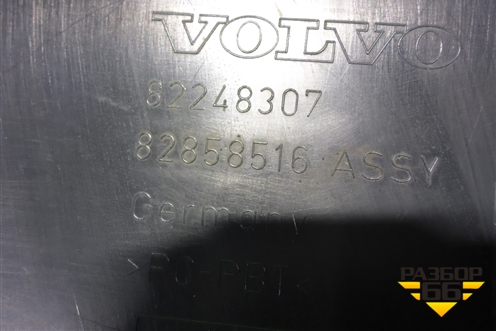 VOLVO
82248307
82858516 ASSY
Germany
>PC-PBT<
РАЗБОР
66